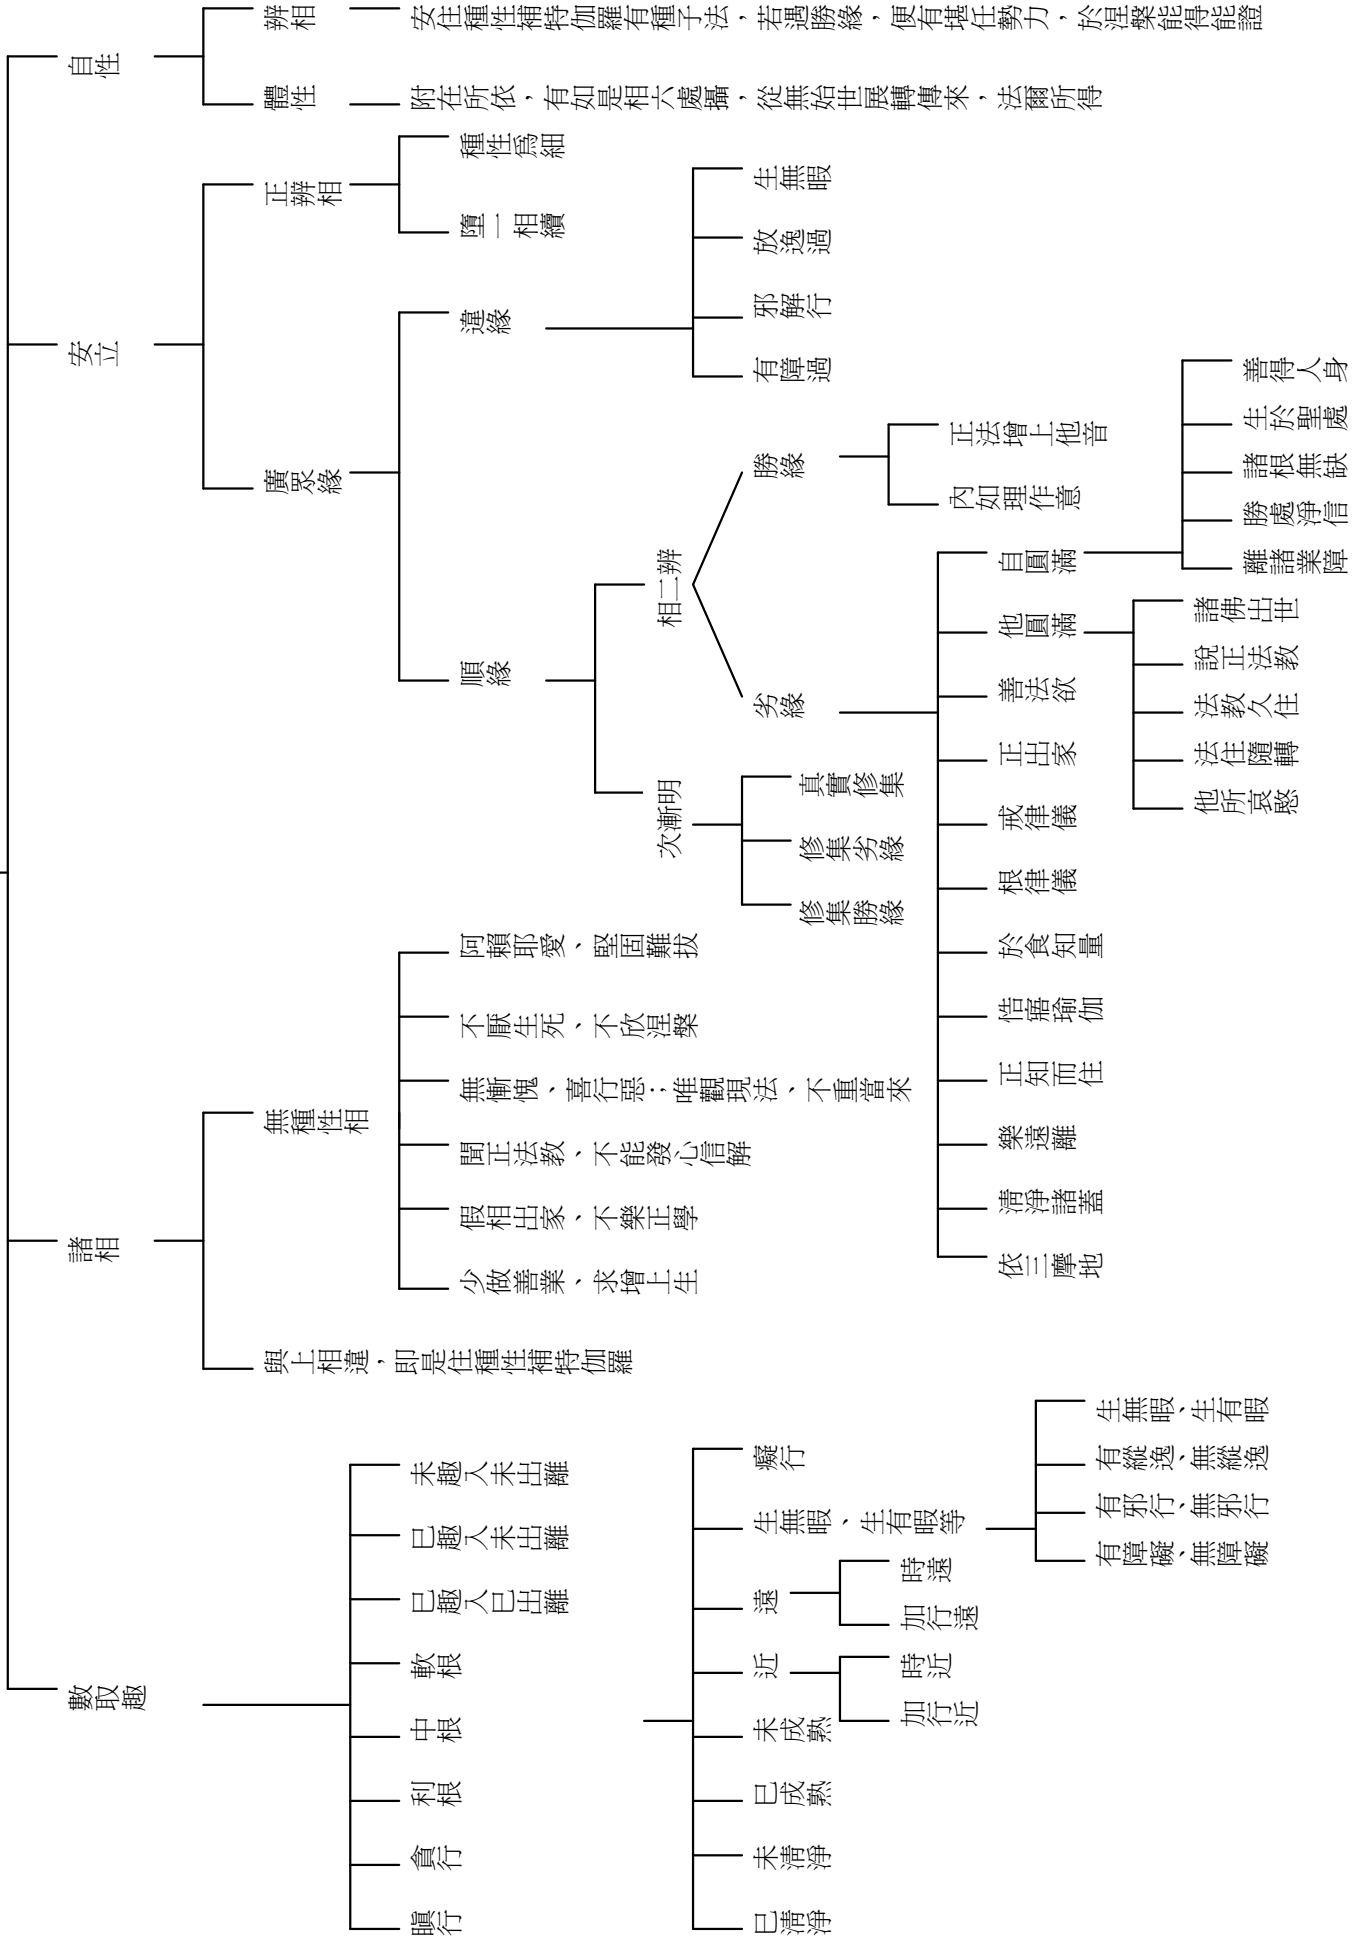 自性
辨相
安住種性補特伽羅有種子法，若遇勝緣，便有堪任勢力，於涅槃能得能證
體性
附在所依，有如是相六處攝，從無始世展轉傳來，法爾所得
安立
正辨相
種性為細
墮一相續
廣眾緣
違緣
生無暇
放逸過
邪解行
有障過
順緣
相二辨
勝緣
正法增上他音
內如理作意
劣緣
自圓滿
善得人身
生於聖處
諸根無缺
勝處淨信
離諸業障
他圓滿
諸佛出世
說正法教
法教久住
法住隨轉
他所哀愍
善法欲
正出家
戒律儀
根律儀
於食知量
悎寤瑜伽
正知而住
樂遠離
清淨諸蓋
依三摩地
次漸明
真實修集
修集劣緣
修集勝緣
諸相
無種性相
阿賴耶愛、堅固難拔
不厭生死、不欣涅槃
無慚愧、喜行惡；唯觀現法、不重當來
聞正法教、不能發心信解
假相出家、不樂正學
少做善業、求增上生
與上相違，即是住種性補特伽羅
數取趣
未趣入未出離
已趣入未出離
已趣入已出離
軟根
中根
利根
貪行
瞋行
癡行
生無暇、生有暇等
生無暇、生有暇
有縱逸、無縱逸
有邪行、無邪行
有障礙、無障礙
遠
時遠
加行遠
近
時近
加行近
未成熟
已成熟
未清淨
已清淨